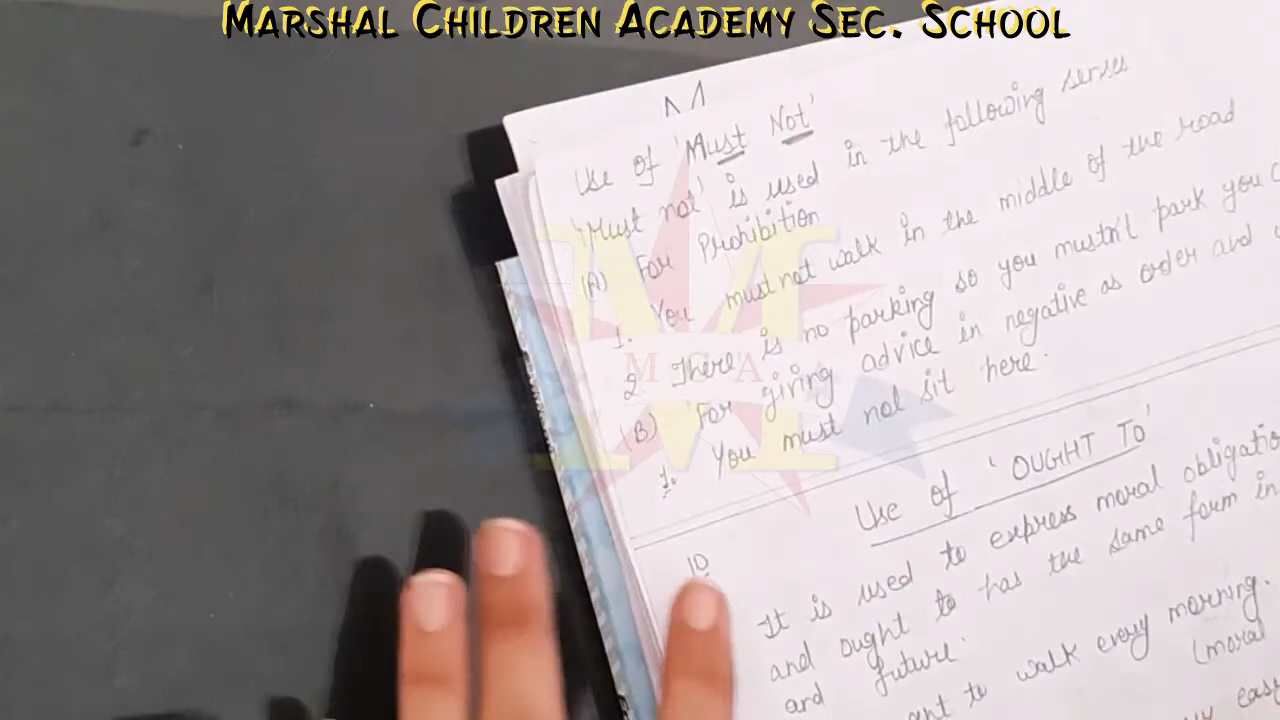 MARSHAL CHILDREN ACADEMY SEC. SCHOOL
Use of 'Must Not'
'Must not' is used in the following senses
(A) For Prohibition
1. You must not walk in the middle of the road
2. There is no parking so you mustn't park you
(B) For giving advice in negative as order and
1. You must not sit here.
M S A
Use of 'OUGHT TO'
10
It is used to express moral obligatio
and ought to has the same form in
and future.
to walk every morning.
(moral